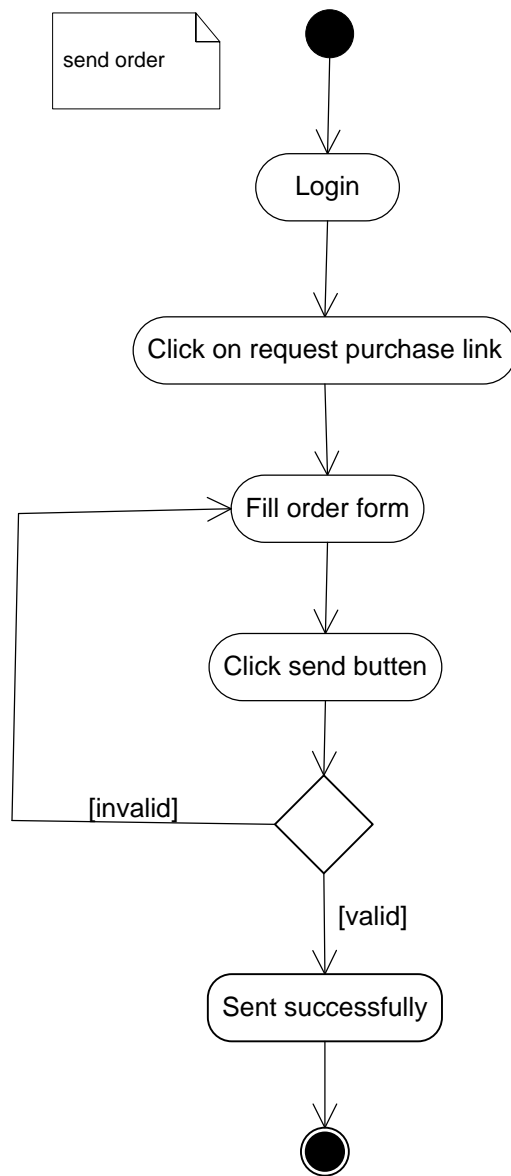 send order
Login
Click on request purchase link
Fill order form
Click send butten
[invalid]
[valid]
Sent successfully